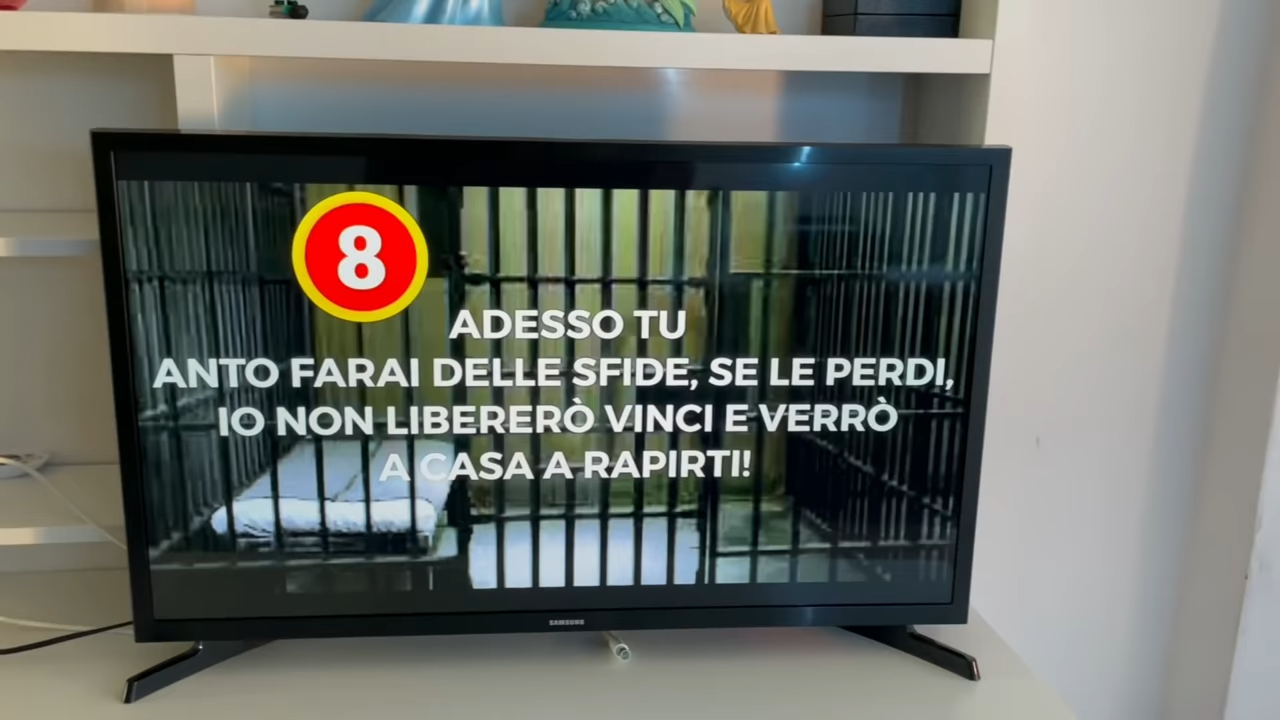 8
ADESSO TU
ANTO FARAI DELLE SFIDE, SE LE PERDI,
IO NON LIBERERÒ VINCI E VERRÒ
A CASA A RAPIRTI!
SAMSUNG